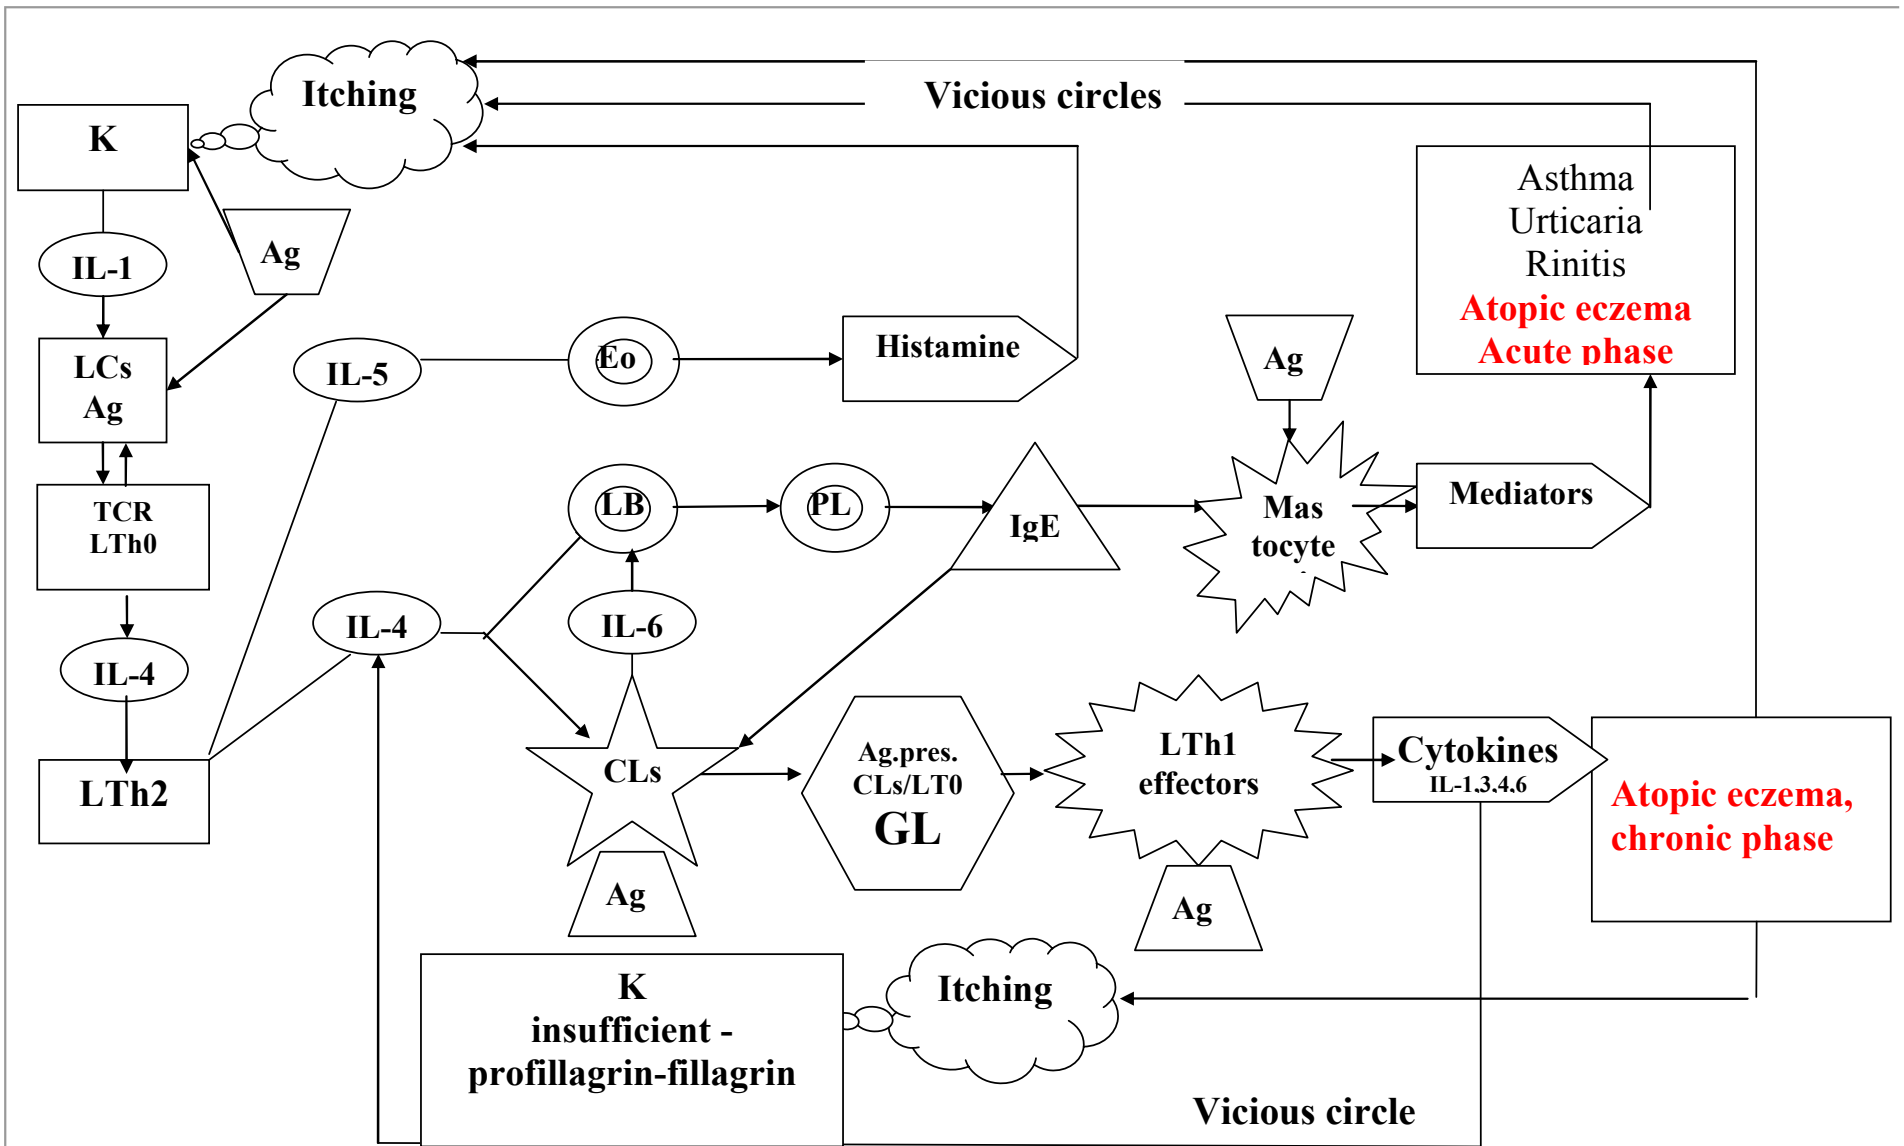 Itching
Vicious circles
K
Ag
IL-1
Asthma
Urticaria
Rinitis
Atopic eczema
Acute phase
LCs
Ag
IL-5
Eo
Histamine
Ag
TCR
LTh0
LB
PL
IgE
Mas
tocyte
Mediators
IL-4
IL-4
IL-6
LTh2
CLs
Ag
Ag.pres.
CLs/LT0
GL
LTh1
effectors
Ag
Cytokines
IL-1,3,4,6
Atopic eczema,
chronic phase
K
insufficient -
profillagrin-fillagrin
Itching
Vicious circle